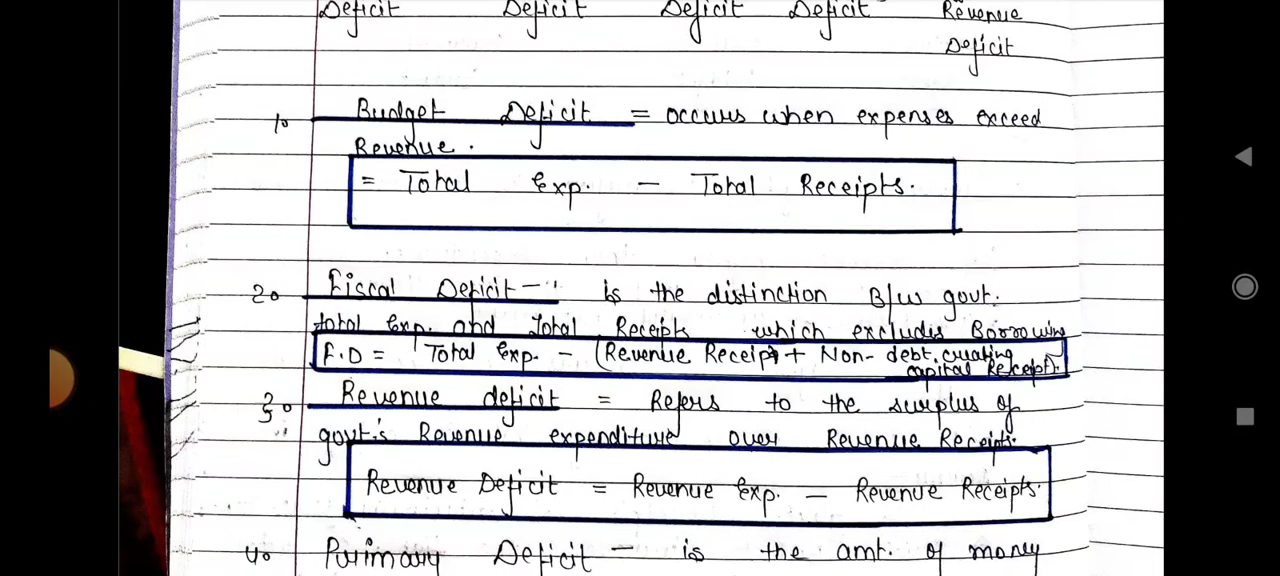 Deficit Deficit Deficit Deficit Revenue
Deficit
1. Budget Deficit = occurs when expenses exceed
Revenue.
= Total Exp. - Total Receipts.
2. Fiscal Deficit - is the distinction B/w govt.
total Exp. and Total Receipts which excludes Borrowing
F.D = Total Exp. - (Revenue Receipt + Non-debt creating
capital Receipt).
3. Revenue deficit = Refers to the surplus of
govt.'s Revenue expenditure over Revenue Receipts.
Revenue Deficit = Revenue Exp. - Revenue Receipts.
4. Primary Deficit - is the amt. of money